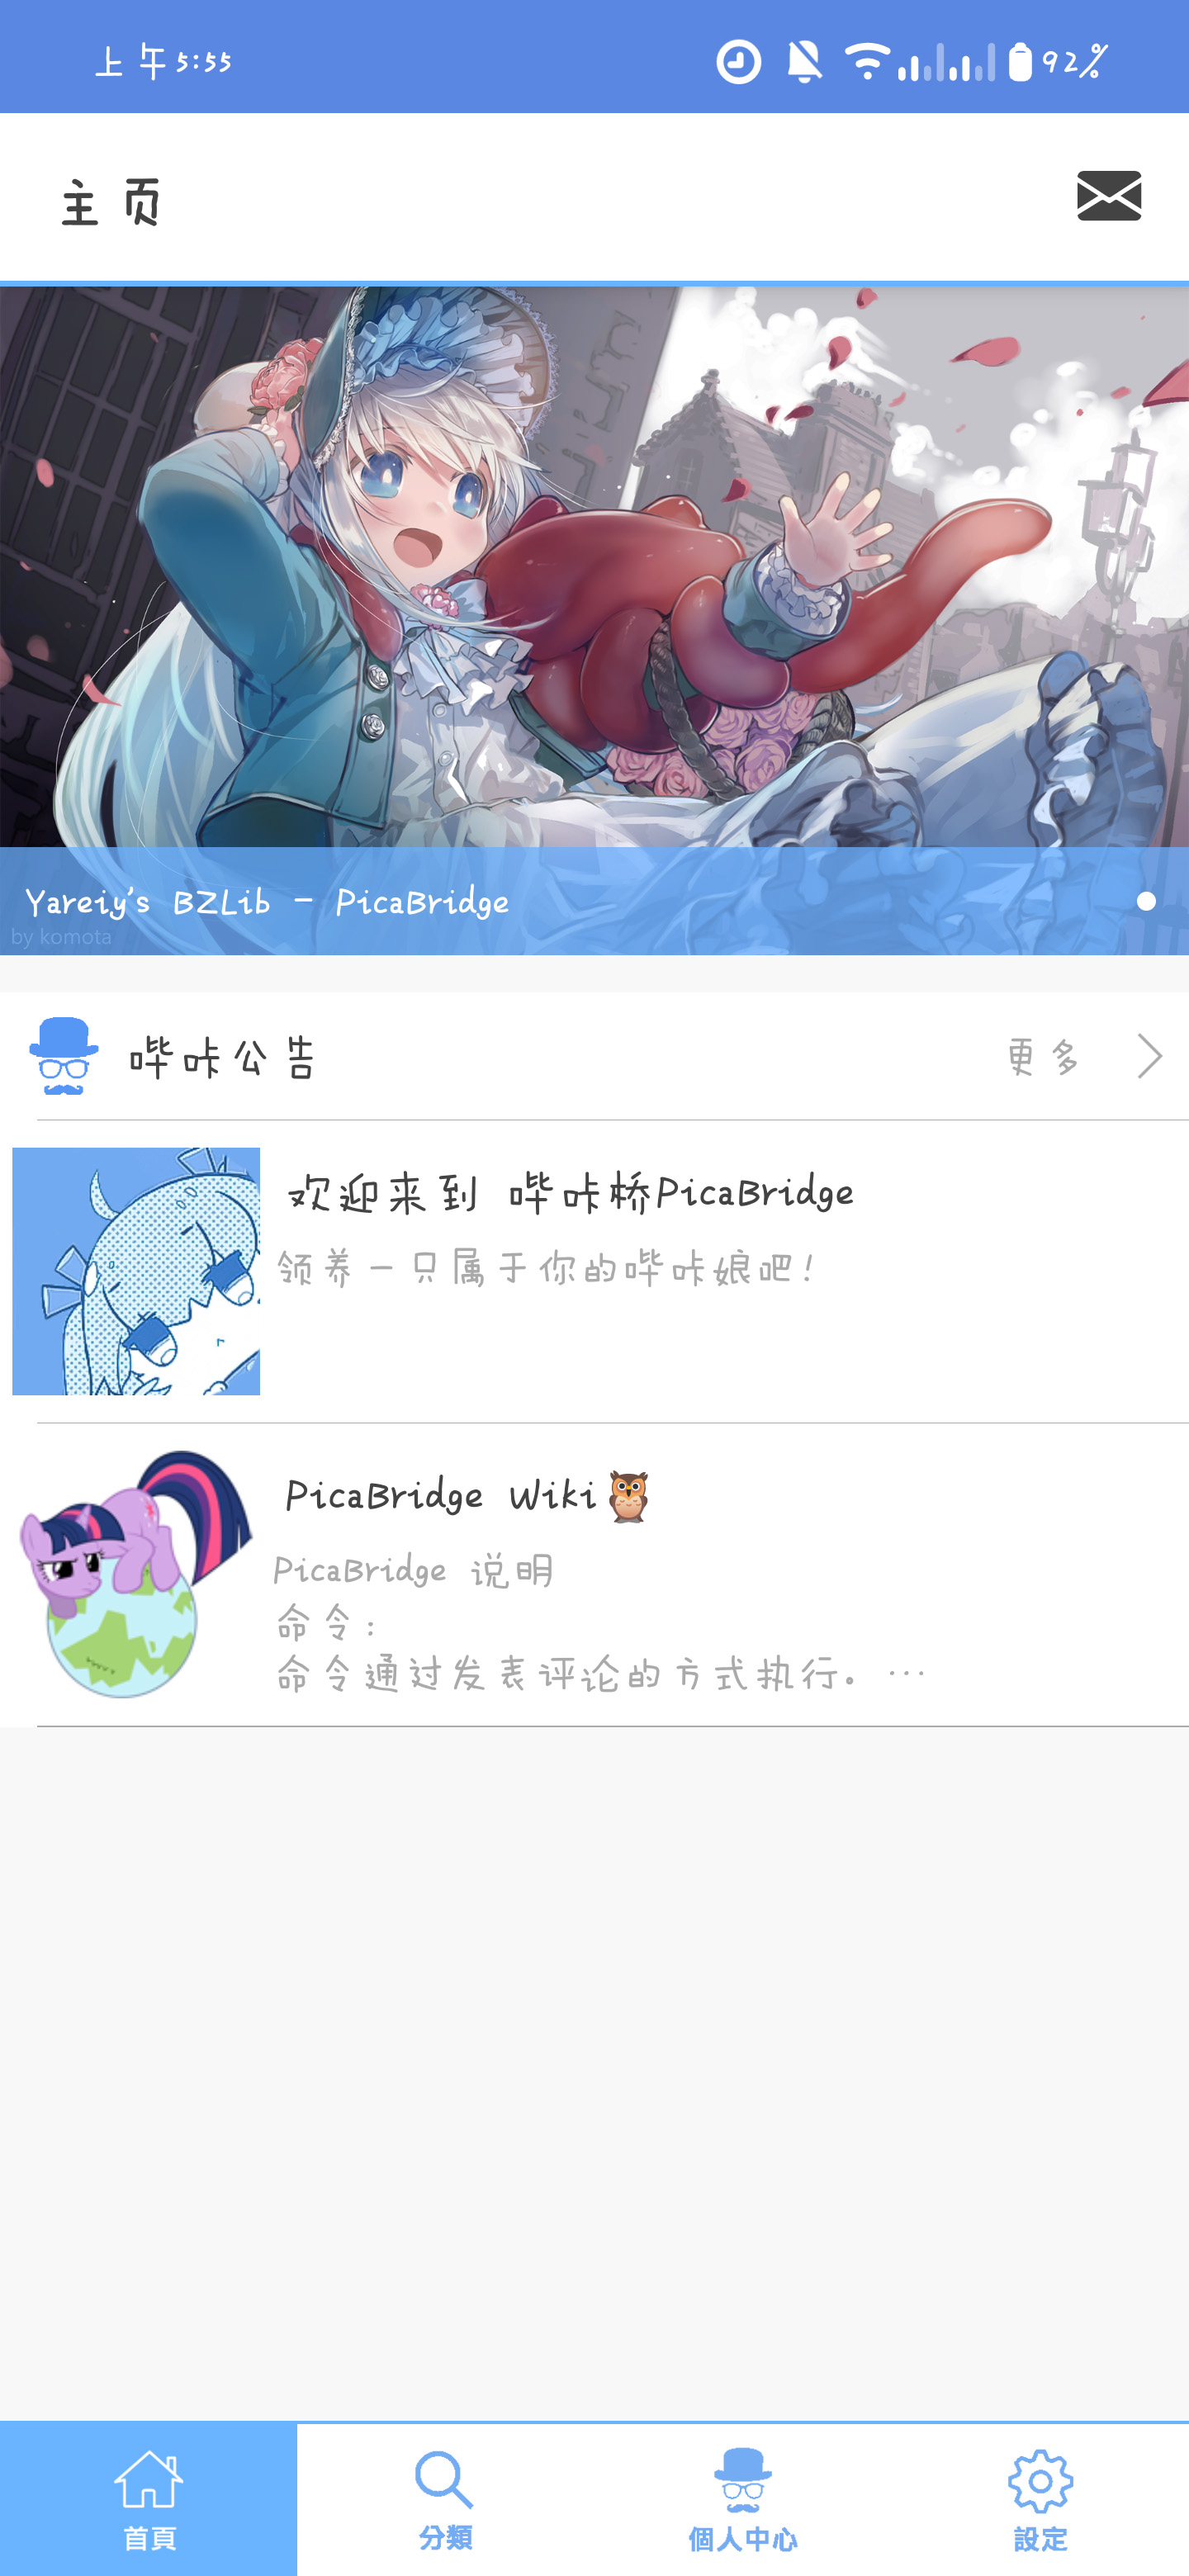 上午5:55
92%
主页
Yareiy's BZLib - PicaBridge
by komota
哔咔公告
更多
欢迎来到 哔咔桥PicaBridge
领养一只属于你的哔咔娘吧!
PicaBridge Wiki🦉
PicaBridge 说明
命令:
命令通过发表评论的方式执行。...
首頁
分類
個人中心
設定